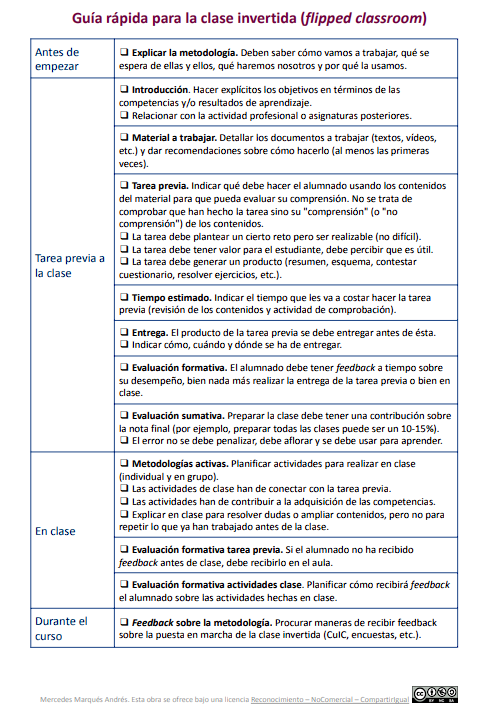 Guía rápida para la clase invertida (flipped classroom)
Antes de
empezar
❑ Explicar la metodología. Deben saber cómo vamos a trabajar, qué se
espera de ellas y ellos, qué haremos nosotros y por qué la usamos.
Tarea previa a
la clase
❑ Introducción. Hacer explícitos los objetivos en términos de las
competencias y/o resultados de aprendizaje.
❑ Relacionar con la actividad profesional o asignaturas posteriores.
❑ Material a trabajar. Detallar los documentos a trabajar (textos, vídeos,
etc.) y dar recomendaciones sobre cómo hacerlo (al menos las primeras
veces).
❑ Tarea previa. Indicar qué debe hacer el alumnado usando los contenidos
del material para que pueda evaluar su comprensión. No se trata de
comprobar que han hecho la tarea sino su "comprensión" (o "no
comprensión") de los contenidos.
❑ La tarea debe plantear un cierto reto pero ser realizable (no difícil).
❑ La tarea debe tener valor para el estudiante, debe percibir que es útil.
❑ La tarea debe generar un producto (resumen, esquema, contestar
cuestionario, resolver ejercicios, etc.).
❑ Tiempo estimado. Indicar el tiempo que les va a costar hacer la tarea
previa (revisión de los contenidos y actividad de comprobación).
❑ Entrega. El producto de la tarea previa se debe entregar antes de ésta.
❑ Indicar cómo, cuándo y dónde se ha de entregar.
❑ Evaluación formativa. El alumnado debe tener feedback a tiempo sobre
su desempeño, bien nada más realizar la entrega de la tarea previa o bien en
clase.
❑ Evaluación sumativa. Preparar la clase debe tener una contribución sobre
la nota final (por ejemplo, preparar todas las clases puede ser un 10-15%).
❑ El error no se debe penalizar, debe aflorar y se debe usar para aprender.
En clase
❑ Metodologías activas. Planificar actividades para realizar en clase
(individual y en grupo).
❑ Las actividades de clase han de conectar con la tarea previa.
❑ Las actividades han de contribuir a la adquisición de las competencias.
❑ Explicar en clase para resolver dudas o ampliar contenidos, pero no para
repetir lo que ya han trabajado antes de la clase.
❑ Evaluación formativa tarea previa. Si el alumnado no ha recibido
feedback antes de clase, debe recibirlo en el aula.
❑ Evaluación formativa actividades clase. Planificar cómo recibirá feedback
el alumnado sobre las actividades hechas en clase.
Durante el
curso
❑ Feedback sobre la metodología. Procurar maneras de recibir feedback
sobre la puesta en marcha de la clase invertida (CuIC, encuestas, etc.).
Mercedes Marqués Andrés. Esta obra se ofrece bajo una licencia Reconocimiento – NoComercial – CompartirIgual
BY NC SA